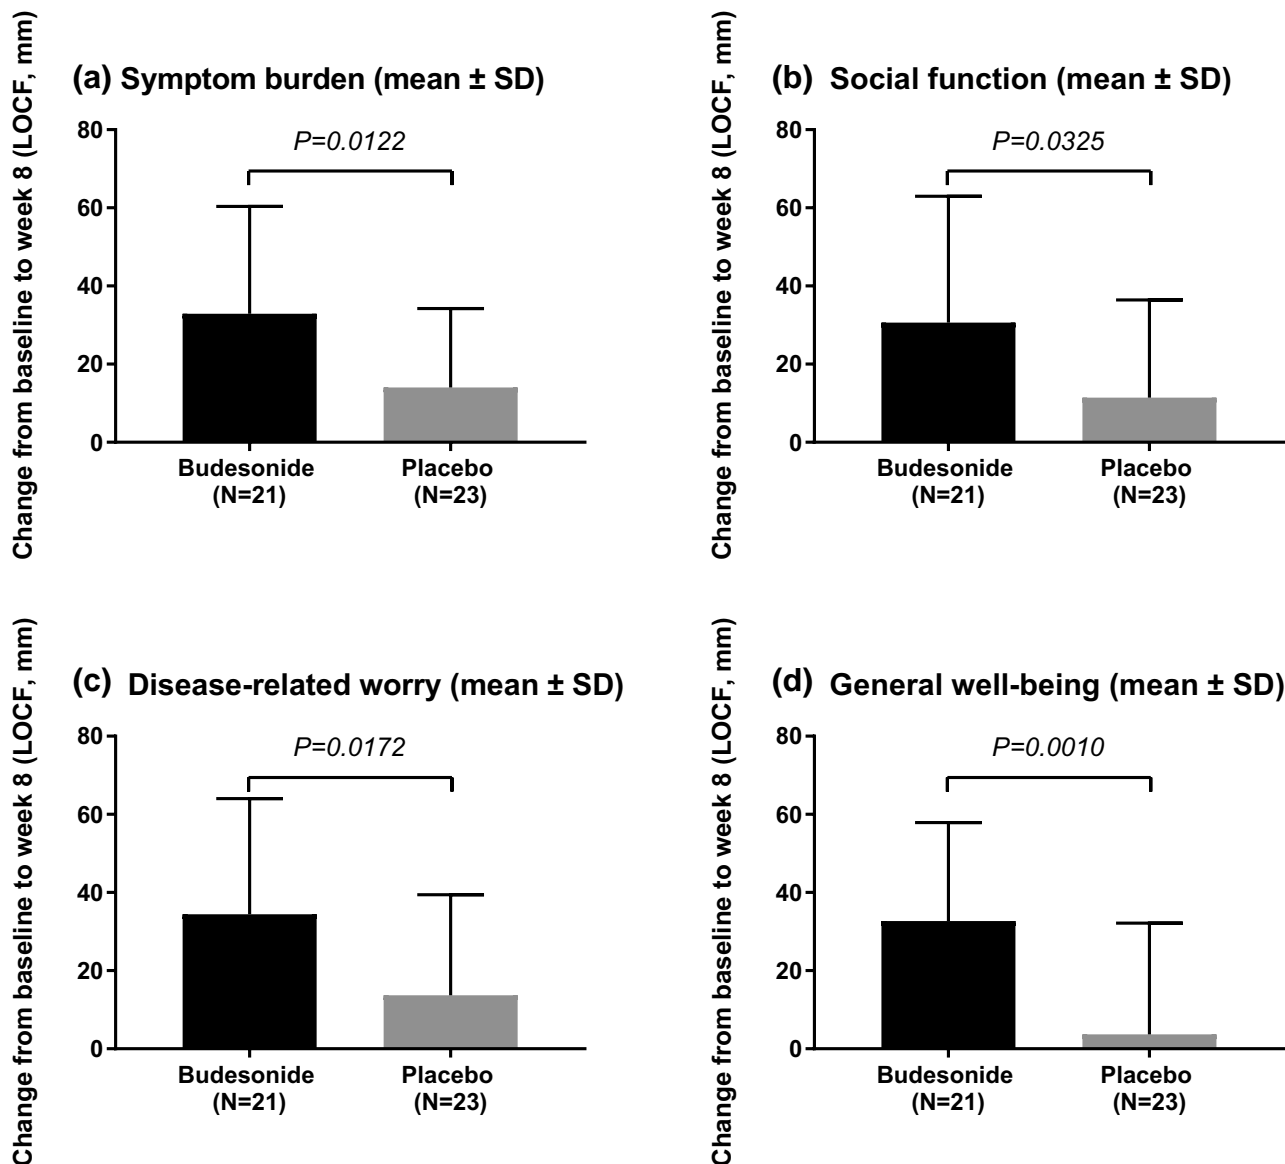 (a) Symptom burden (mean ± SD)
Change from baseline to week 8 (LOCF, mm)
P=0.0122
80
60
40
20
0
Budesonide
(N=21)
Placebo
(N=23)
(b) Social function (mean ± SD)
Change from baseline to week 8 (LOCF, mm)
P=0.0325
80
60
40
20
0
Budesonide
(N=21)
Placebo
(N=23)
(c) Disease-related worry (mean ± SD)
Change from baseline to week 8 (LOCF, mm)
P=0.0172
80
60
40
20
0
Budesonide
(N=21)
Placebo
(N=23)
(d) General well-being (mean ± SD)
Change from baseline to week 8 (LOCF, mm)
P=0.0010
80
60
40
20
0
Budesonide
(N=21)
Placebo
(N=23)